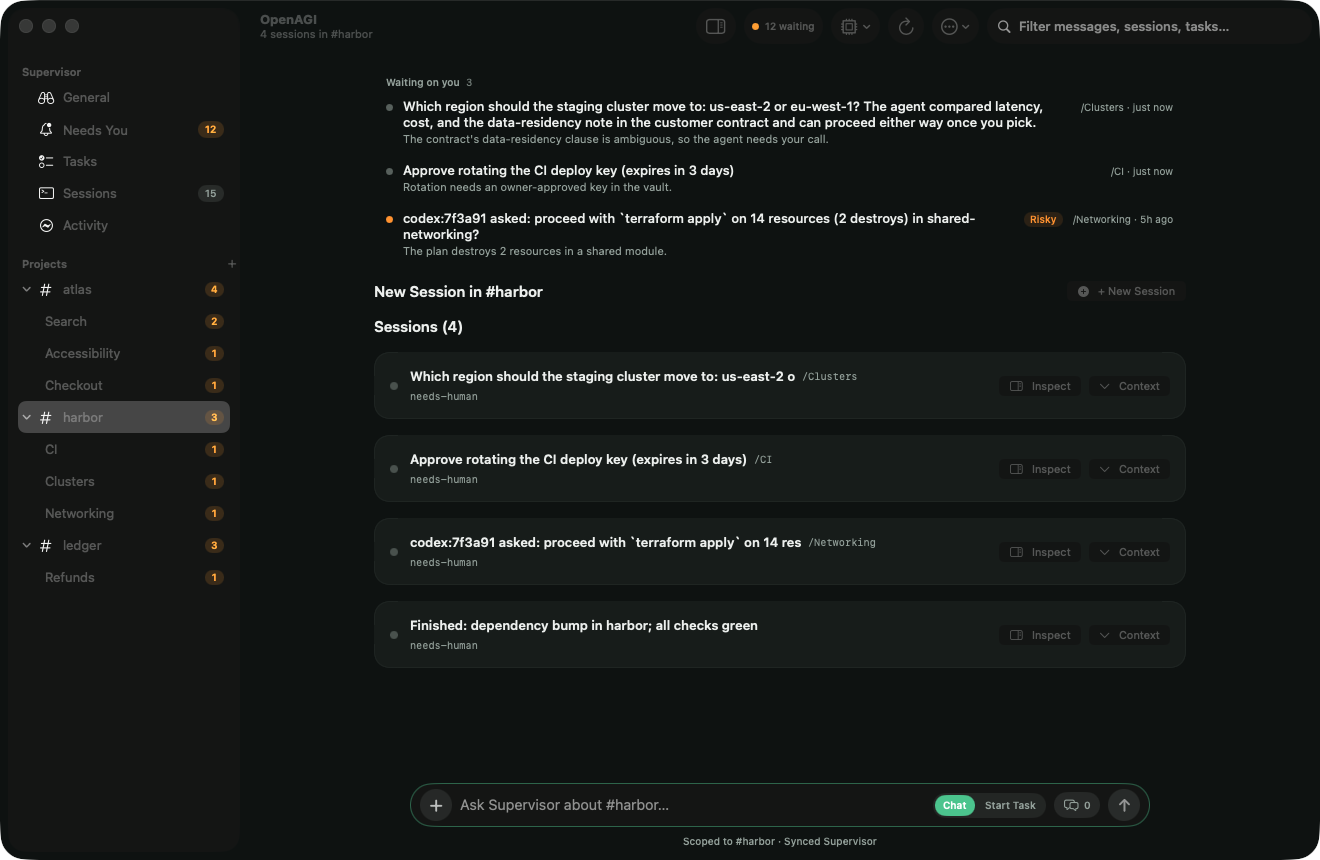 OpenAGI
4 sessions in #harbor
12 waiting
Filter messages, sessions, tasks...
Supervisor
General
Needs You 12
Tasks
Sessions 15
Activity
Projects +
# atlas 4
Search 2
Accessibility 1
Checkout 1
# harbor 3
CI 1
Clusters 1
Networking 1
# ledger 3
Refunds 1
Waiting on you 3
Which region should the staging cluster move to: us-east-2 or eu-west-1? The agent compared latency, /Clusters · just now
cost, and the data-residency note in the customer contract and can proceed either way once you pick.
The contract's data-residency clause is ambiguous, so the agent needs your call.
Approve rotating the CI deploy key (expires in 3 days) /CI · just now
Rotation needs an owner-approved key in the vault.
codex:7f3a91 asked: proceed with `terraform apply` on 14 resources (2 destroys) in shared- Risky /Networking · 5h ago
networking?
The plan destroys 2 resources in a shared module.
New Session in #harbor + New Session
Sessions (4)
Which region should the staging cluster move to: us-east-2 o /Clusters Inspect Context
needs-human
Approve rotating the CI deploy key (expires in 3 days) /CI Inspect Context
needs-human
codex:7f3a91 asked: proceed with `terraform apply` on 14 res /Networking Inspect Context
needs-human
Finished: dependency bump in harbor; all checks green Inspect Context
needs-human
Ask Supervisor about #harbor... Chat Start Task 0
Scoped to #harbor · Synced Supervisor